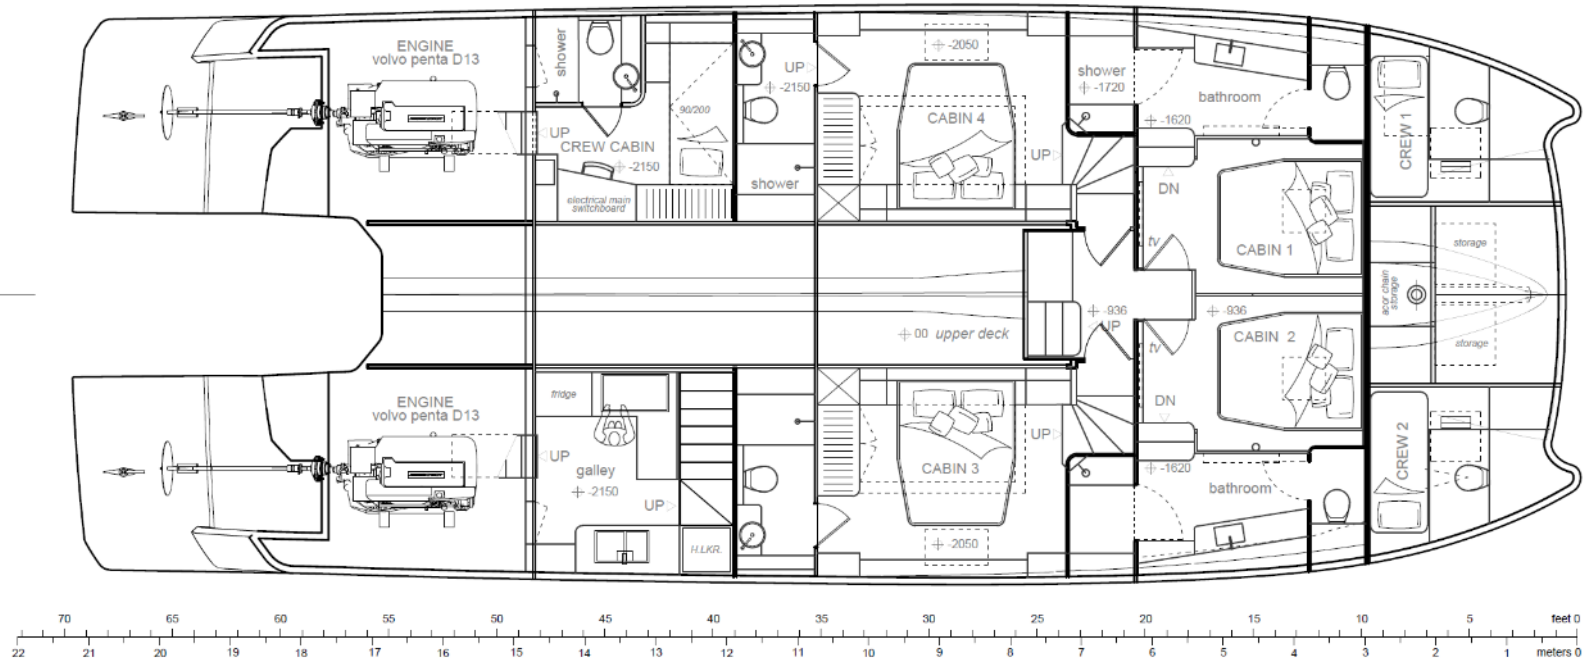 ENGINE
volvo penta D13
shower
UP
CREW CABIN
-2150
90/200
electrical main
switchboard
UP
-2150
shower
-2050
CABIN 4
UP
shower
-1720
bathroom
-1620
DN
tv
CABIN 1
CREW 1
storage
acor chain
storage
storage
-936
UP
-936
00 upper deck
tv
CABIN 2
DN
ENGINE
volvo penta D13
UP
fridge
galley
-2150
UP
H.LKR.
CABIN 3
-2050
UP
-1620
bathroom
CREW 2
70 65 60 55 50 45 40 35 30 25 20 15 10 5 feet 0
22 21 20 19 18 17 16 15 14 13 12 11 10 9 8 7 6 5 4 3 2 1 meters 0